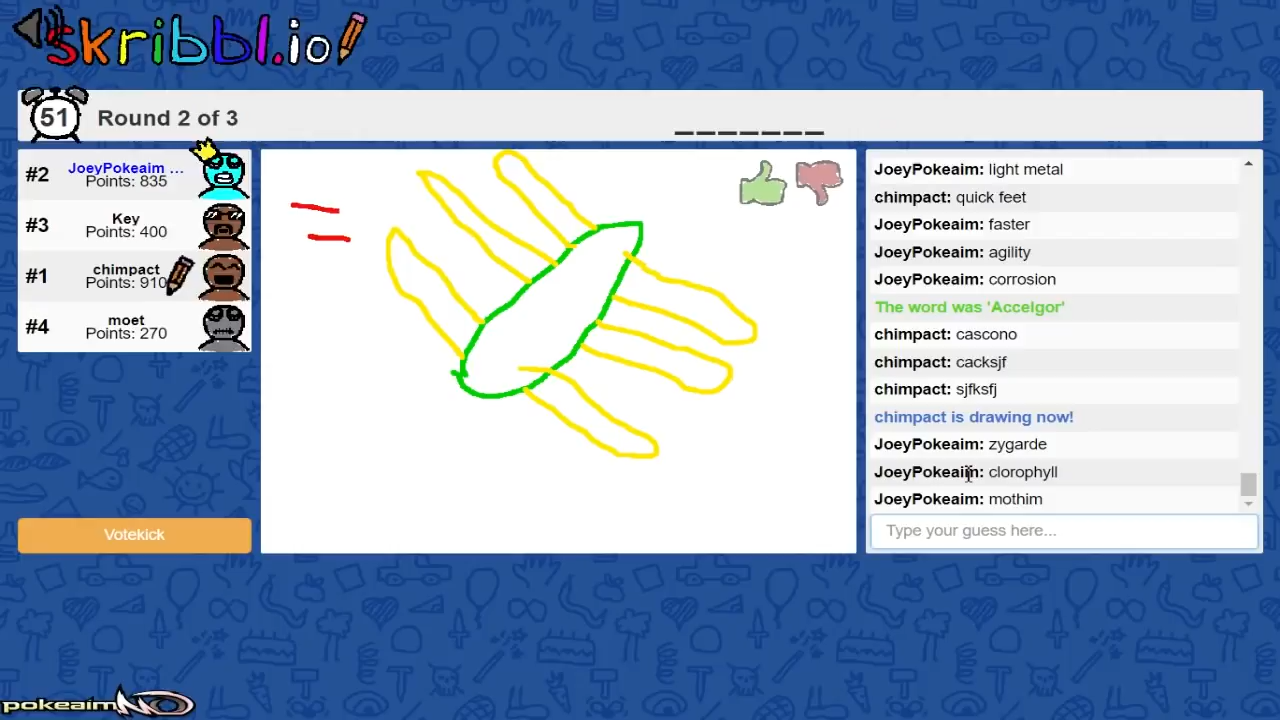 skribbl.io
51
Round 2 of 3
_______
#2
JoeyPokeaim ...
Points: 835
#3
Key
Points: 400
#1
chimpact
Points: 910
#4
moet
Points: 270
Votekick
JoeyPokeaim: light metal
chimpact: quick feet
JoeyPokeaim: faster
JoeyPokeaim: agility
JoeyPokeaim: corrosion
The word was 'Accelgor'
chimpact: cascono
chimpact: cacksjf
chimpact: sjfksfj
chimpact is drawing now!
JoeyPokeaim: zygarde
JoeyPokeaim: clorophyll
JoeyPokeaim: mothim
Type your guess here...
pokeaim